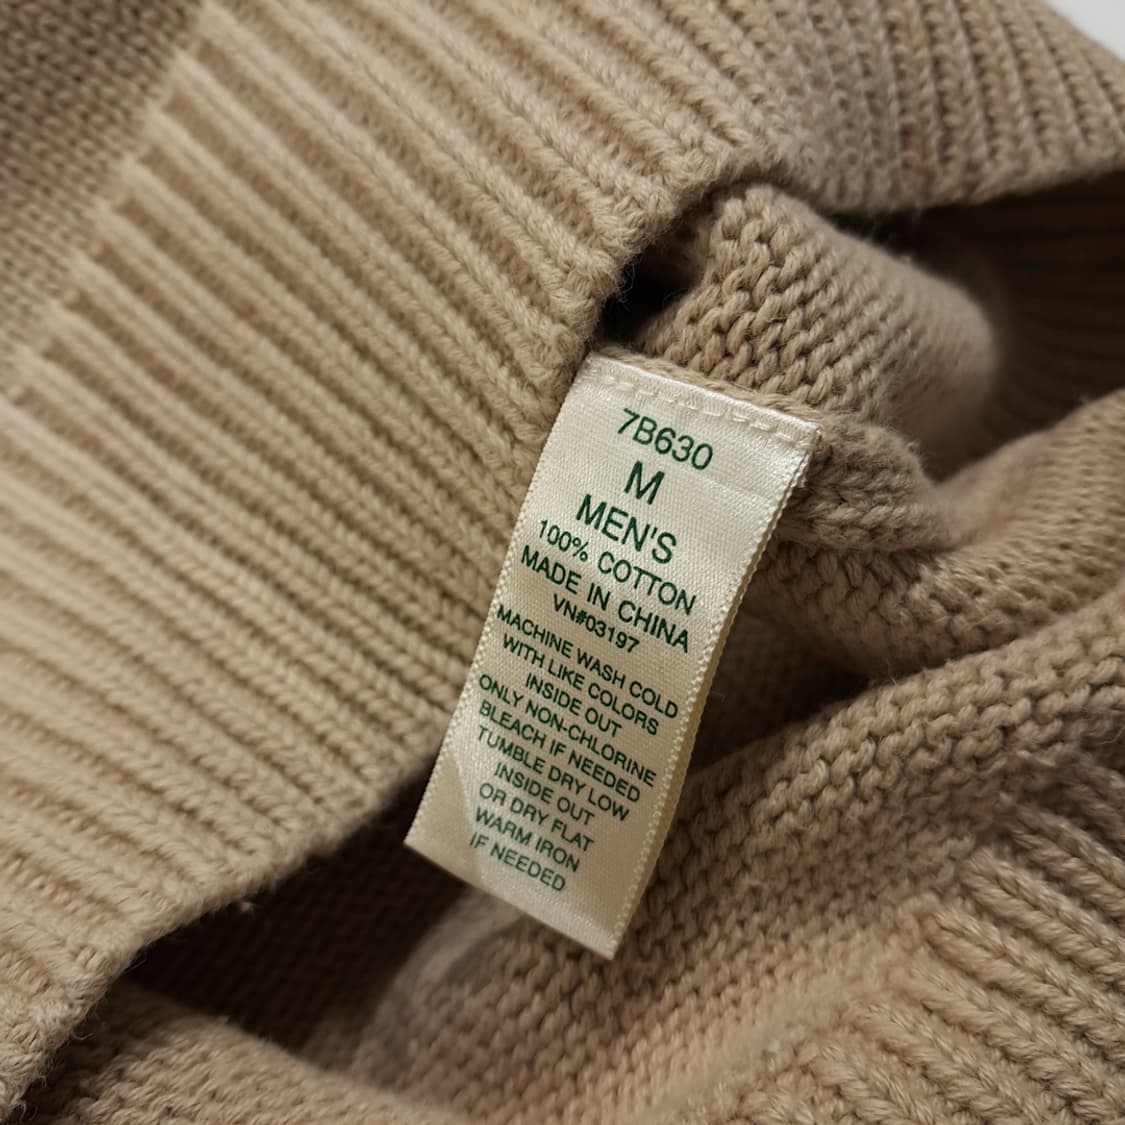 7B630
M
MEN'S
100% COTTON
MADE IN CHINA
VN#03197
MACHINE WASH COLD
WITH LIKE COLORS
INSIDE OUT
ONLY NON-CHLORINE
BLEACH IF NEEDED
TUMBLE DRY LOW
INSIDE OUT
OR DRY FLAT
WARM IRON
IF NEEDED